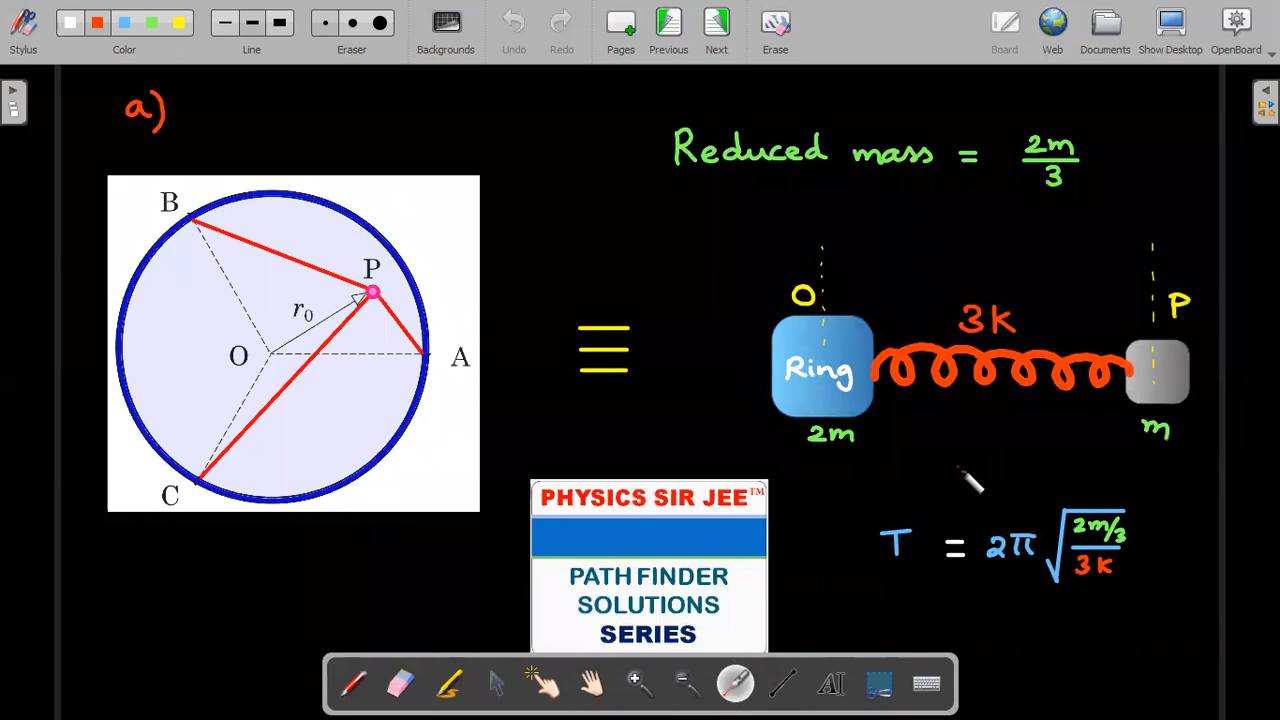 Stylus
Color
Line
Eraser
Backgrounds
Undo
Redo
Pages
Previous
Next
Erase
Board
Web
Documents
Show Desktop
OpenBoard
a)
Reduced mass = 2m/3
B
P
r₀
O
A
C
O
P
3K
Ring
2m
m
PHYSICS SIR JEE™
PATH FINDER
SOLUTIONS
SERIES
T = 2π √((2m/3)/(3K))
AI